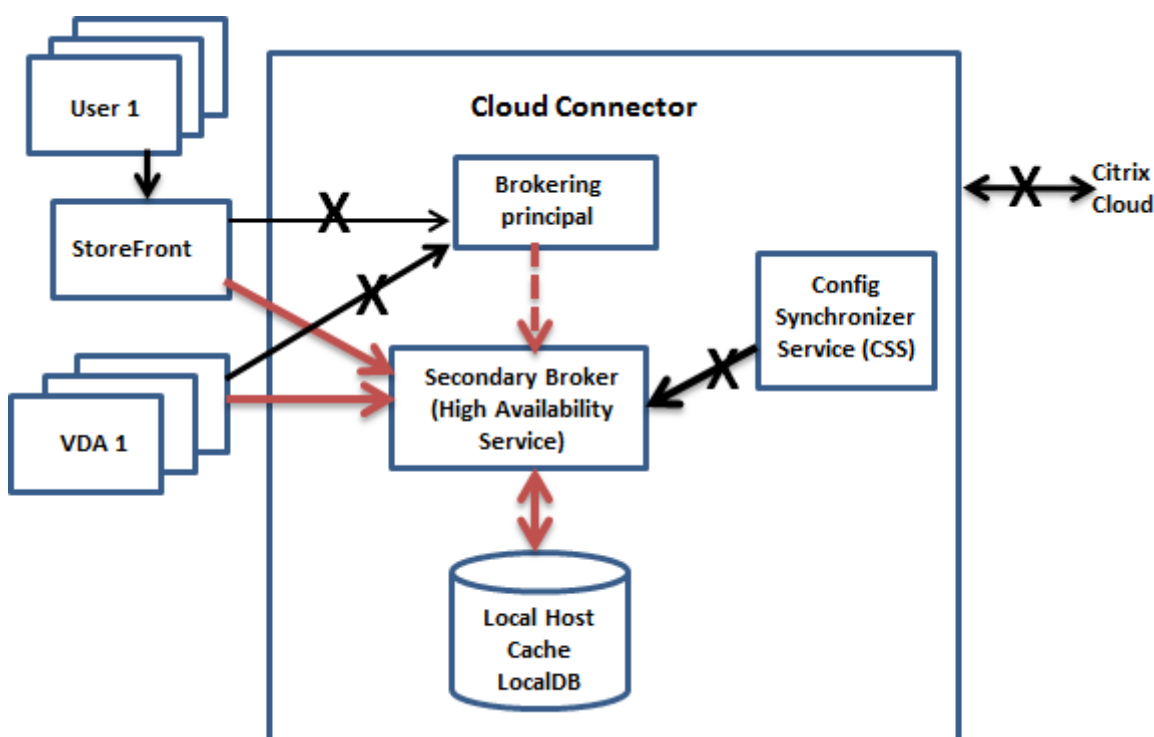 User 1
Cloud Connector
Brokering
principal
X
X
Citrix
Cloud
StoreFront
X
Config
Synchronizer
Service (CSS)
X
Secondary Broker
(High Availability
Service)
VDA 1
Local Host
Cache
LocalDB